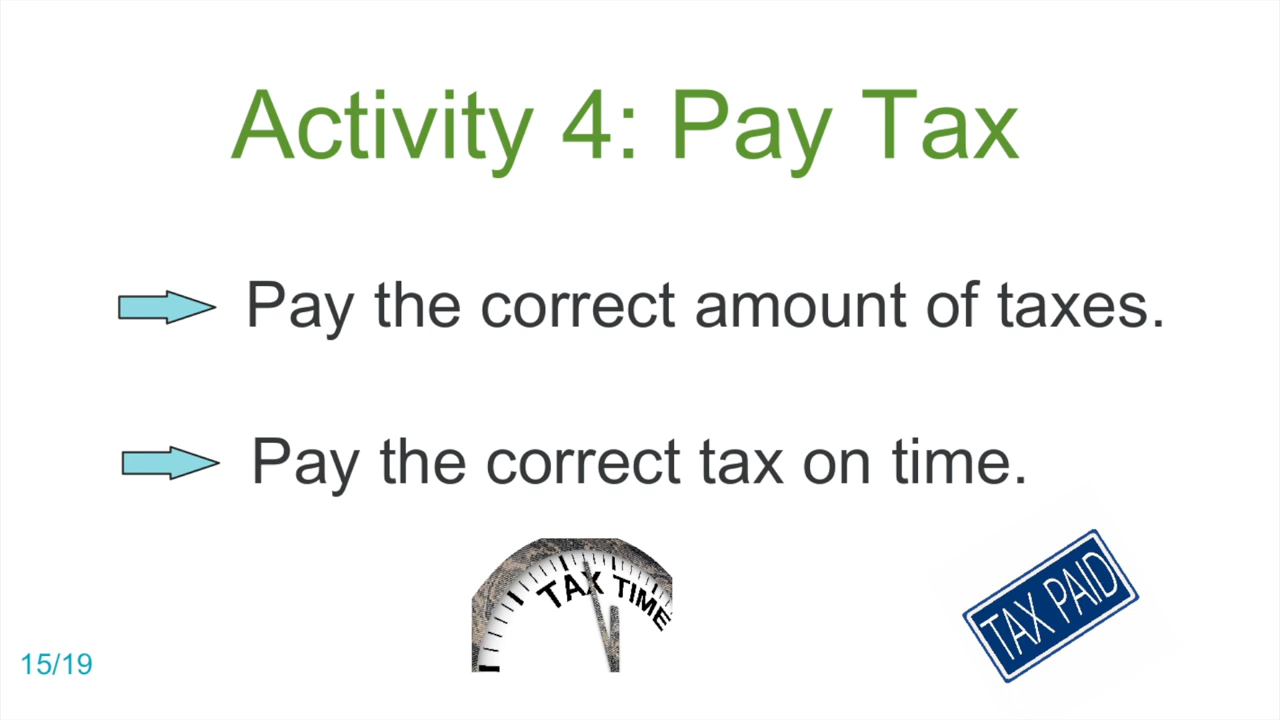 Activity 4: Pay Tax
Pay the correct amount of taxes.
Pay the correct tax on time.
TAX TIME
TAX PAID
15/19